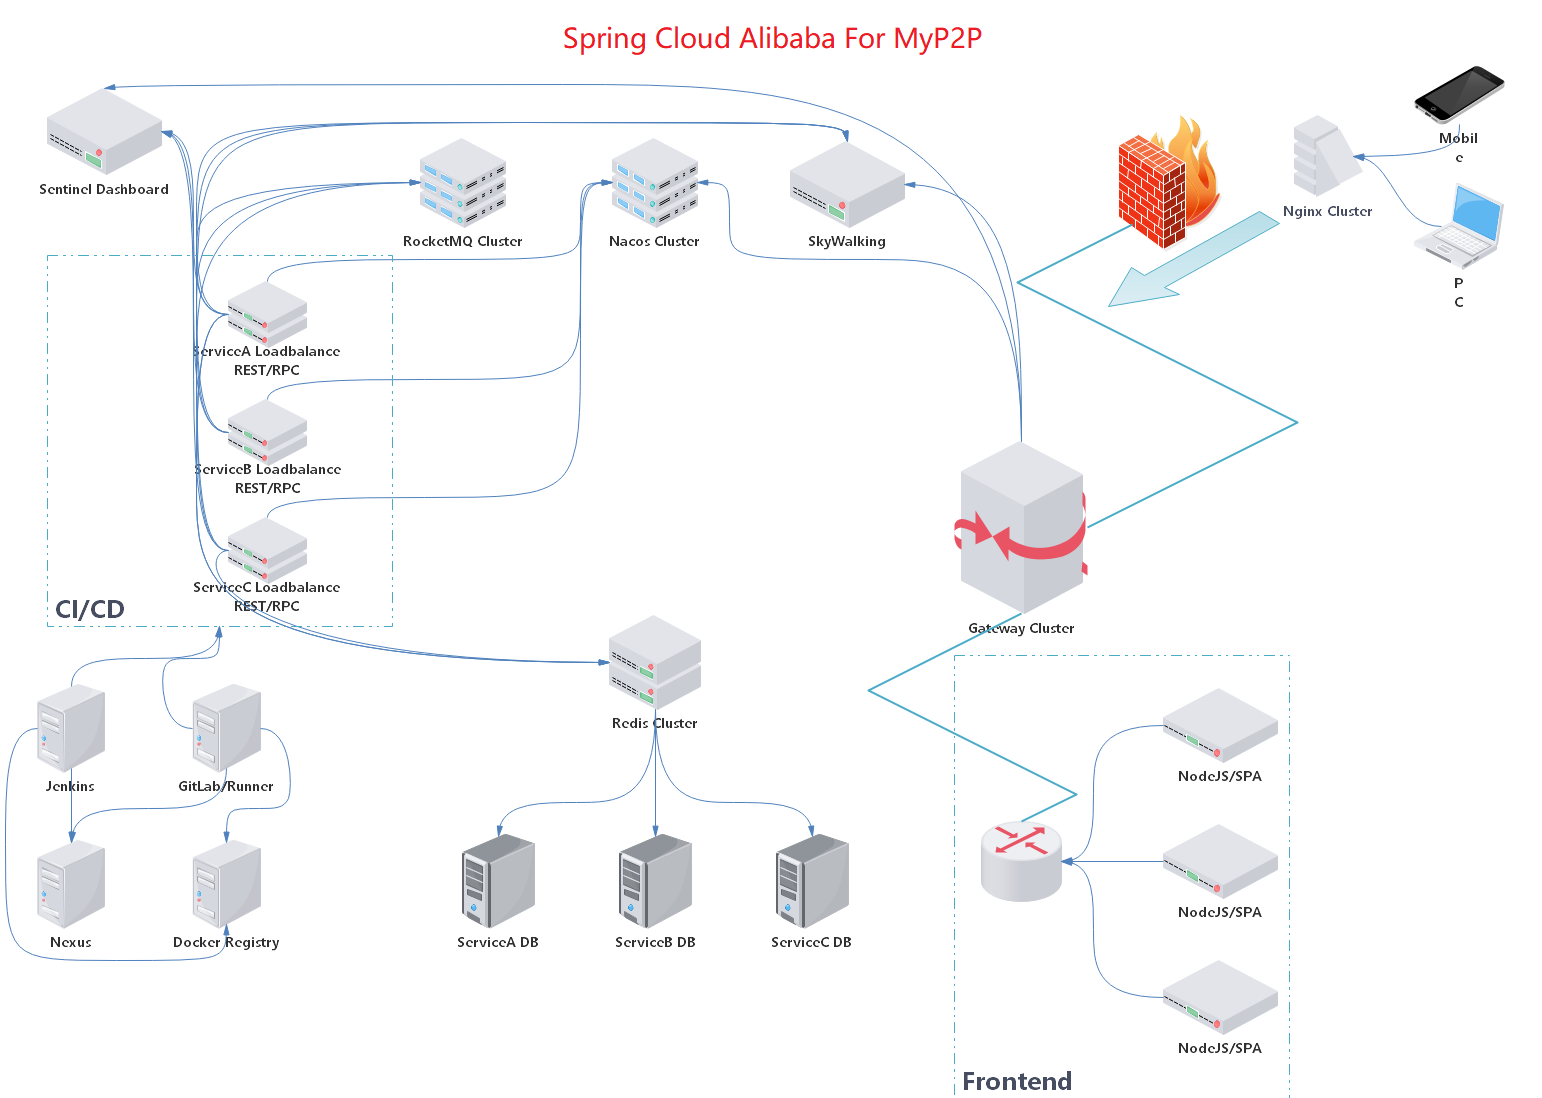 Spring Cloud Alibaba For MyP2P
Mobil
e
Sentinel Dashboard
Nginx Cluster
RocketMQ Cluster
Nacos Cluster
SkyWalking
P
C
ServiceA Loadbalance
REST/RPC
ServiceB Loadbalance
REST/RPC
ServiceC Loadbalance
REST/RPC
CI/CD
Gateway Cluster
Redis Cluster
Jenkins
GitLab/Runner
NodeJS/SPA
NodeJS/SPA
Nexus
Docker Registry
ServiceA DB
ServiceB DB
ServiceC DB
NodeJS/SPA
Frontend